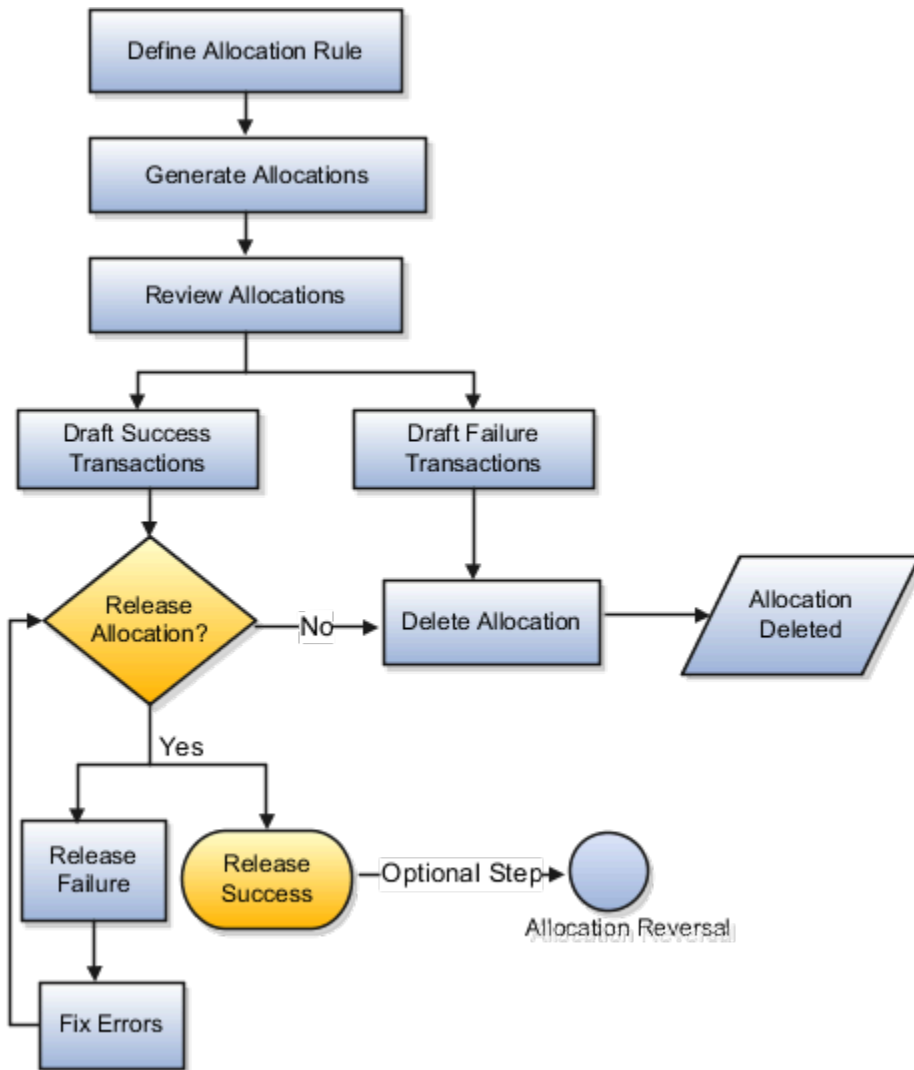 Define Allocation Rule
Generate Allocations
Review Allocations
Draft Success
Transactions
Draft Failure
Transactions
Release
Allocation?
No
Delete Allocation
Allocation
Deleted
Yes
Release
Failure
Release
Success
Optional Step
Allocation Reversal
Fix Errors